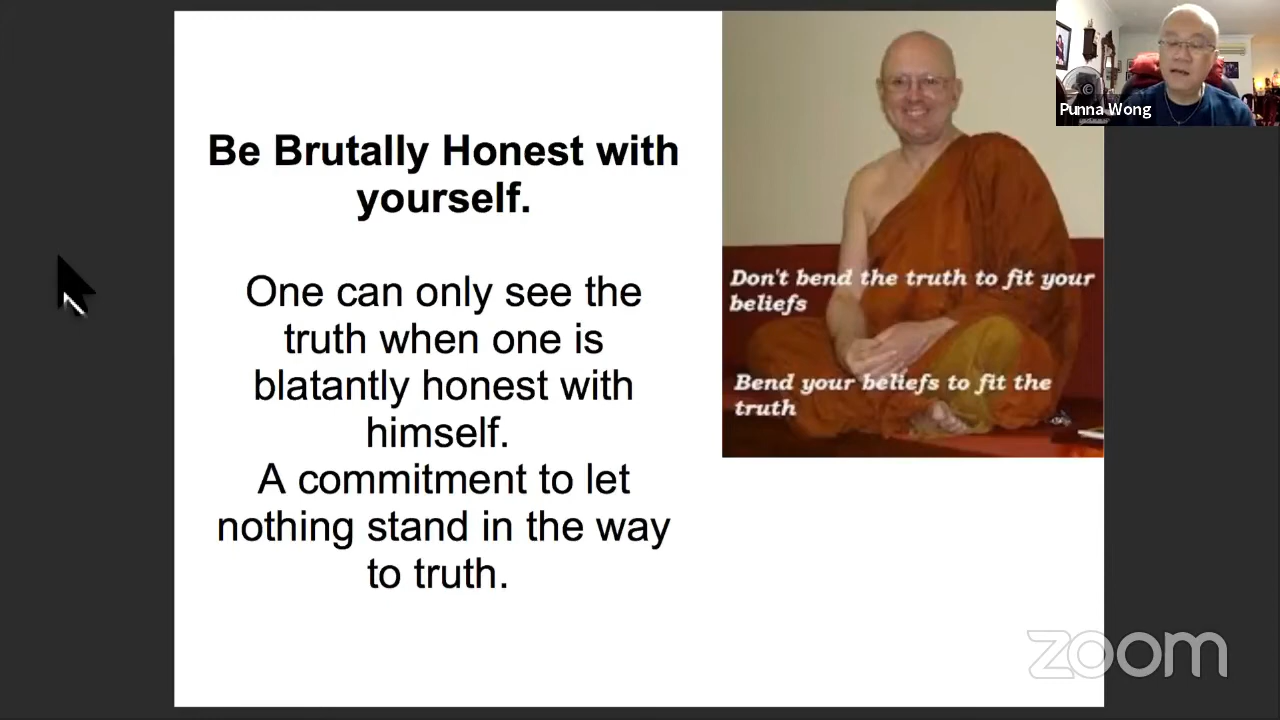 Be Brutally Honest with
yourself.
One can only see the
truth when one is
blatantly honest with
himself.
A commitment to let
nothing stand in the way
to truth.
Don't bend the truth to fit your
beliefs
Bend your beliefs to fit the
truth
©
Punna Wong
zoom